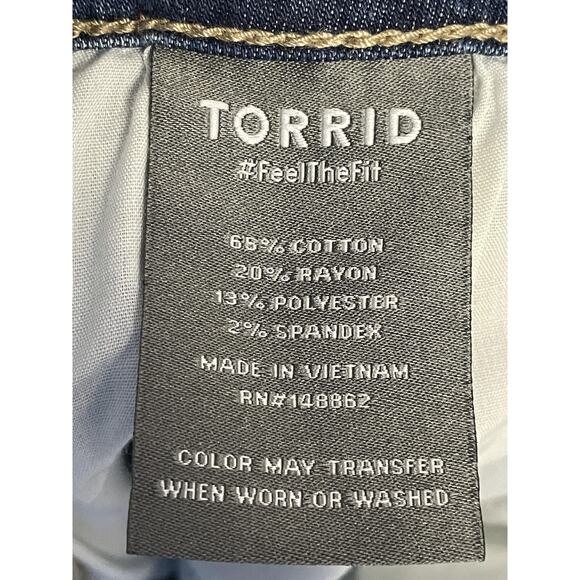 TORRID
#FeelTheFit
65% COTTON
20% RAYON
13% POLYESTER
2% SPANDEX
MADE IN VIETNAM
RN#148862
COLOR MAY TRANSFER
WHEN WORN OR WASHED